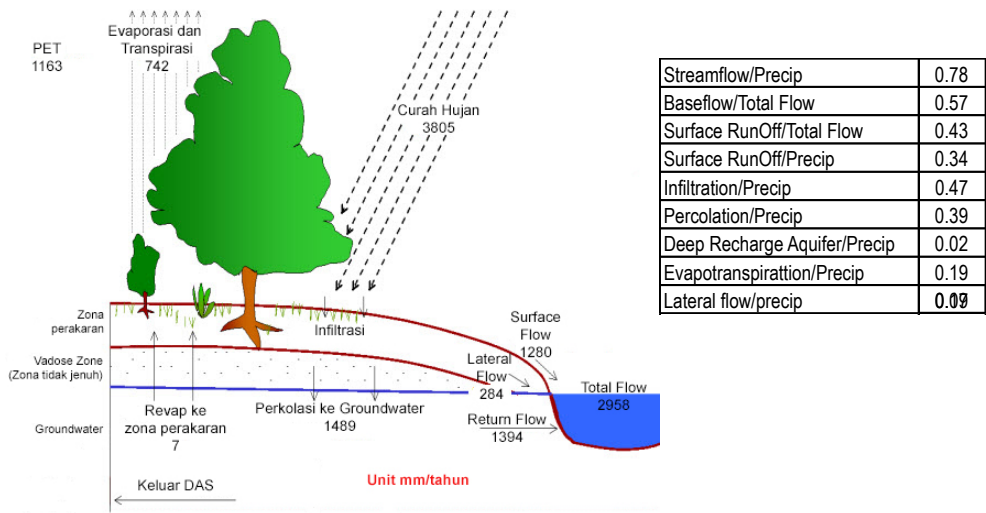 Evaporasi dan
Transpirasi
742
PET
1163
Curah Hujan
3805
Zona
perakaran
Infiltrasi
Surface
Flow
1280
Vadose Zone
(Zona tidak jenuh)
Lateral
Flow
284
Total Flow
2958
Revap ke
zona perakaran
7
Perkolasi ke Groundwater
1489
Return Flow
1394
Groundwater
Unit mm/tahun
Keluar DAS
Streamflow/Precip 0.78
Baseflow/Total Flow 0.57
Surface RunOff/Total Flow 0.43
Surface RunOff/Precip 0.34
Infiltration/Precip 0.47
Percolation/Precip 0.39
Deep Recharge Aquifer/Precip 0.02
Evapotranspirattion/Precip 0.19
Lateral flow/precip